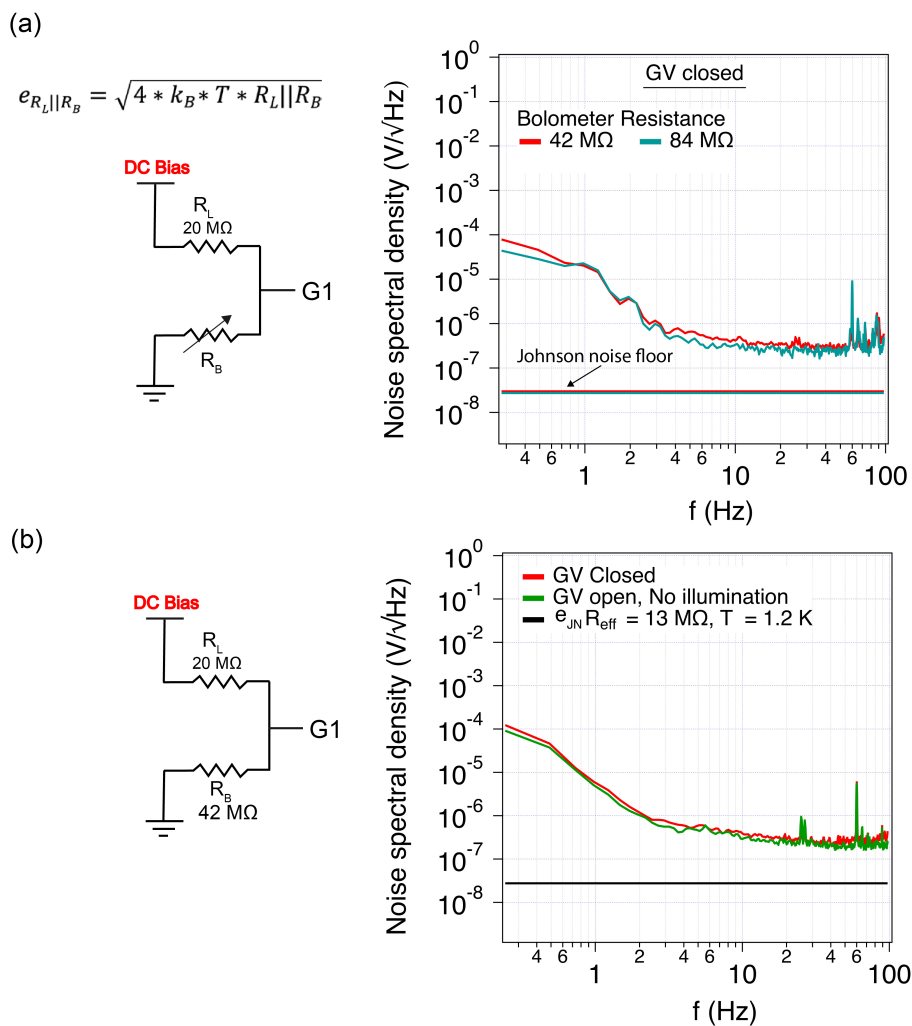 (a)
e_{R_L||R_B} = √(4 * k_B * T * R_L||R_B)
DC Bias
R_L
20 MΩ
G1
R_B
Noise spectral density (V/√Hz)
10^0
10^-1
10^-2
10^-3
10^-4
10^-5
10^-6
10^-7
10^-8
GV closed
Bolometer Resistance
42 MΩ 84 MΩ
Johnson noise floor
4 6 1 2 4 6 10 2 4 6 100
f (Hz)
(b)
DC Bias
R_L
20 MΩ
G1
R_B
42 MΩ
Noise spectral density (V/√Hz)
10^0
10^-1
10^-2
10^-3
10^-4
10^-5
10^-6
10^-7
10^-8
GV Closed
GV open, No illumination
e_JN R_eff = 13 MΩ, T = 1.2 K
4 6 1 2 4 6 10 2 4 6 100
f (Hz)